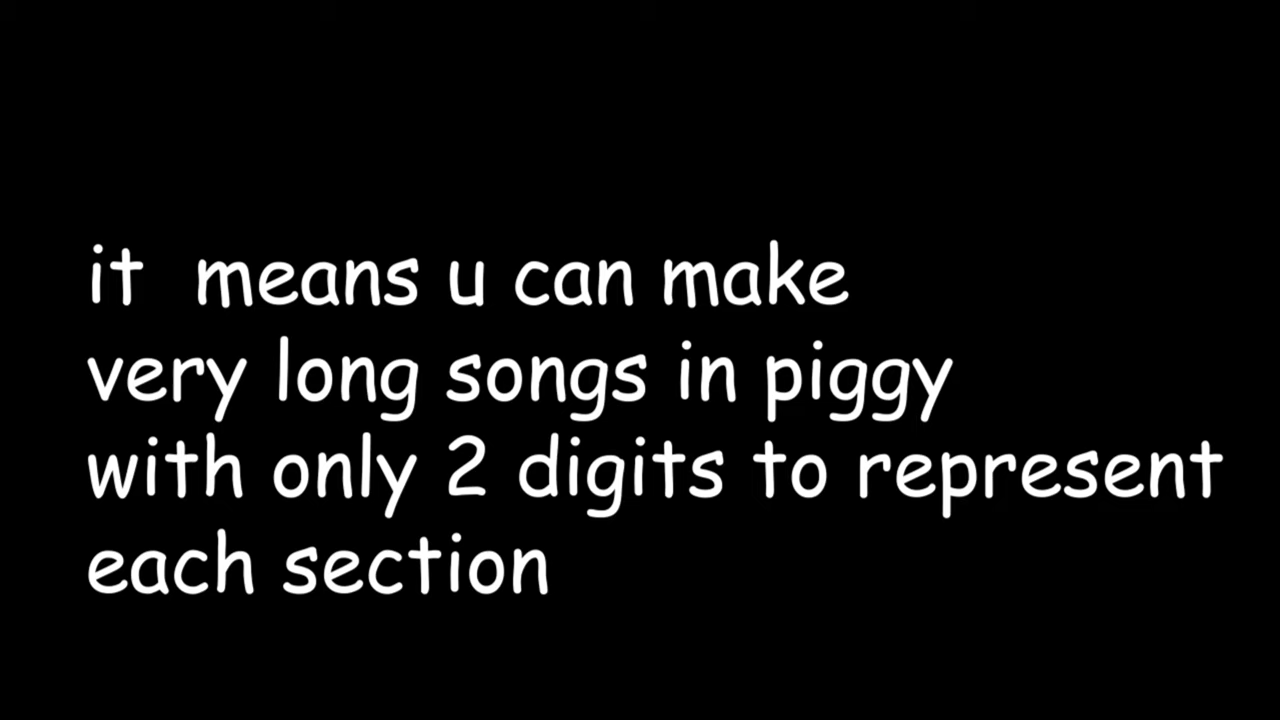 it  means u can make
very long songs in piggy
with only 2 digits to represent
each section